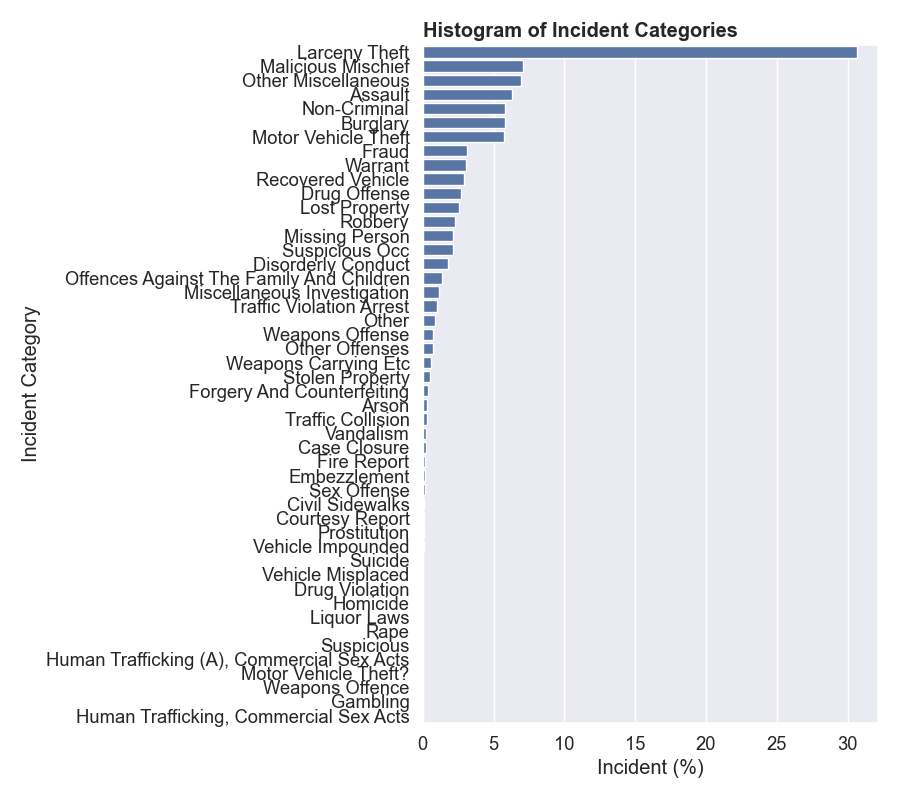 Histogram of Incident Categories
Larceny Theft
Malicious Mischief
Other Miscellaneous
Assault
Non-Criminal
Burglary
Motor Vehicle Theft
Fraud
Warrant
Recovered Vehicle
Drug Offense
Lost Property
Robbery
Missing Person
Suspicious Occ
Disorderly Conduct
Offences Against The Family And Children
Miscellaneous Investigation
Traffic Violation Arrest
Other
Weapons Offense
Other Offenses
Weapons Carrying Etc
Stolen Property
Forgery And Counterfeiting
Arson
Traffic Collision
Vandalism
Case Closure
Fire Report
Embezzlement
Sex Offense
Civil Sidewalks
Courtesy Report
Prostitution
Vehicle Impounded
Suicide
Vehicle Misplaced
Drug Violation
Homicide
Liquor Laws
Rape
Suspicious
Human Trafficking (A), Commercial Sex Acts
Motor Vehicle Theft?
Weapons Offence
Gambling
Human Trafficking, Commercial Sex Acts
Incident Category
0 5 10 15 20 25 30
Incident (%)